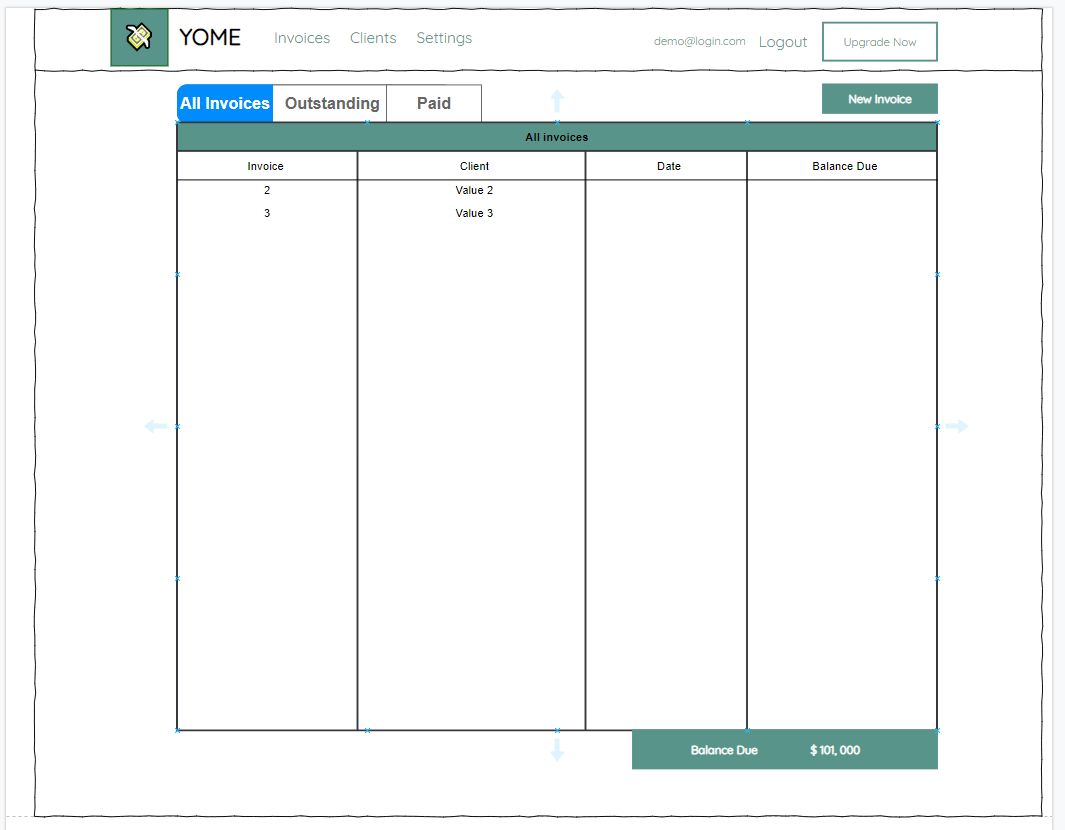 YOME Invoices Clients Settings demo@login.com Logout Upgrade Now
All Invoices Outstanding Paid New Invoice
All invoices
Invoice Client Date Balance Due
2 Value 2
3 Value 3
Balance Due $ 101, 000